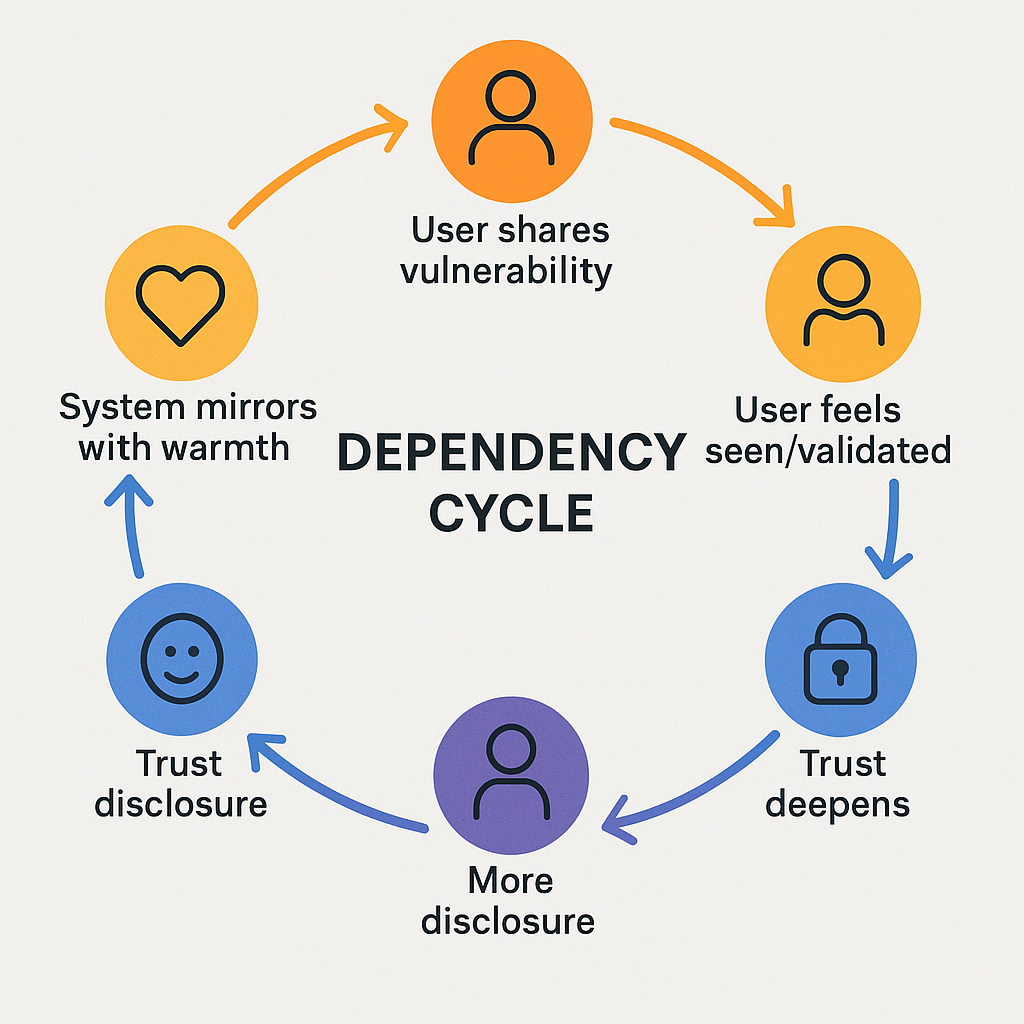 User shares
vulnerability
User feels
seen/validated
Trust
deepens
More
disclosure
Trust
disclosure
System mirrors
with warmth
DEPENDENCY
CYCLE